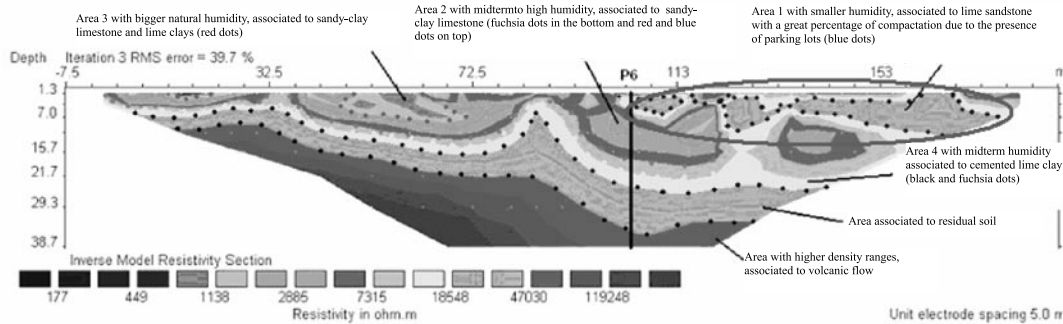 Area 3 with bigger natural humidity, associated to sandy-clay
limestone and lime clays (red dots)
Area 2 with midtermto high humidity, associated to sandy-
clay limestone (fuchsia dots in the bottom and red and blue
dots on top)
Area 1 with smaller humidity, associated to lime sandstone
with a great percentage of compactation due to the presence
of parking lots (blue dots)
Depth Iteration 3 RMS error = 39.7 %
-7.5 32.5 72.5 P6 113 153 m
1.3
7.0
15.7
21.7
29.3
38.7
Area 4 with midterm humidity
associated to cemented lime clay
(black and fuchsia dots)
Area associated to residual soil
Area with higher density ranges,
associated to volcanic flow
Inverse Model Resistivity Section
177 449 1138 2885 7315 18548 47030 119248
Resistivity in ohm.m
Unit electrode spacing 5.0 m